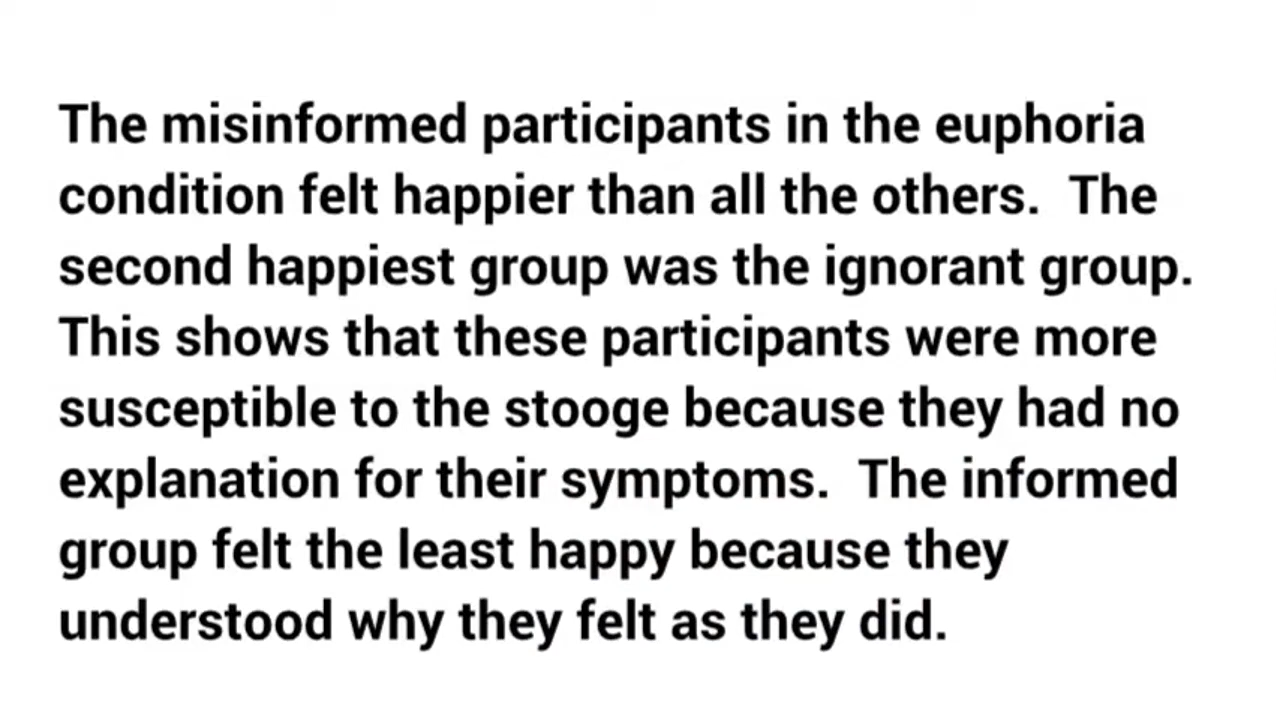 The misinformed participants in the euphoria
condition felt happier than all the others.  The
second happiest group was the ignorant group.
This shows that these participants were more
susceptible to the stooge because they had no
explanation for their symptoms.  The informed
group felt the least happy because they
understood why they felt as they did.